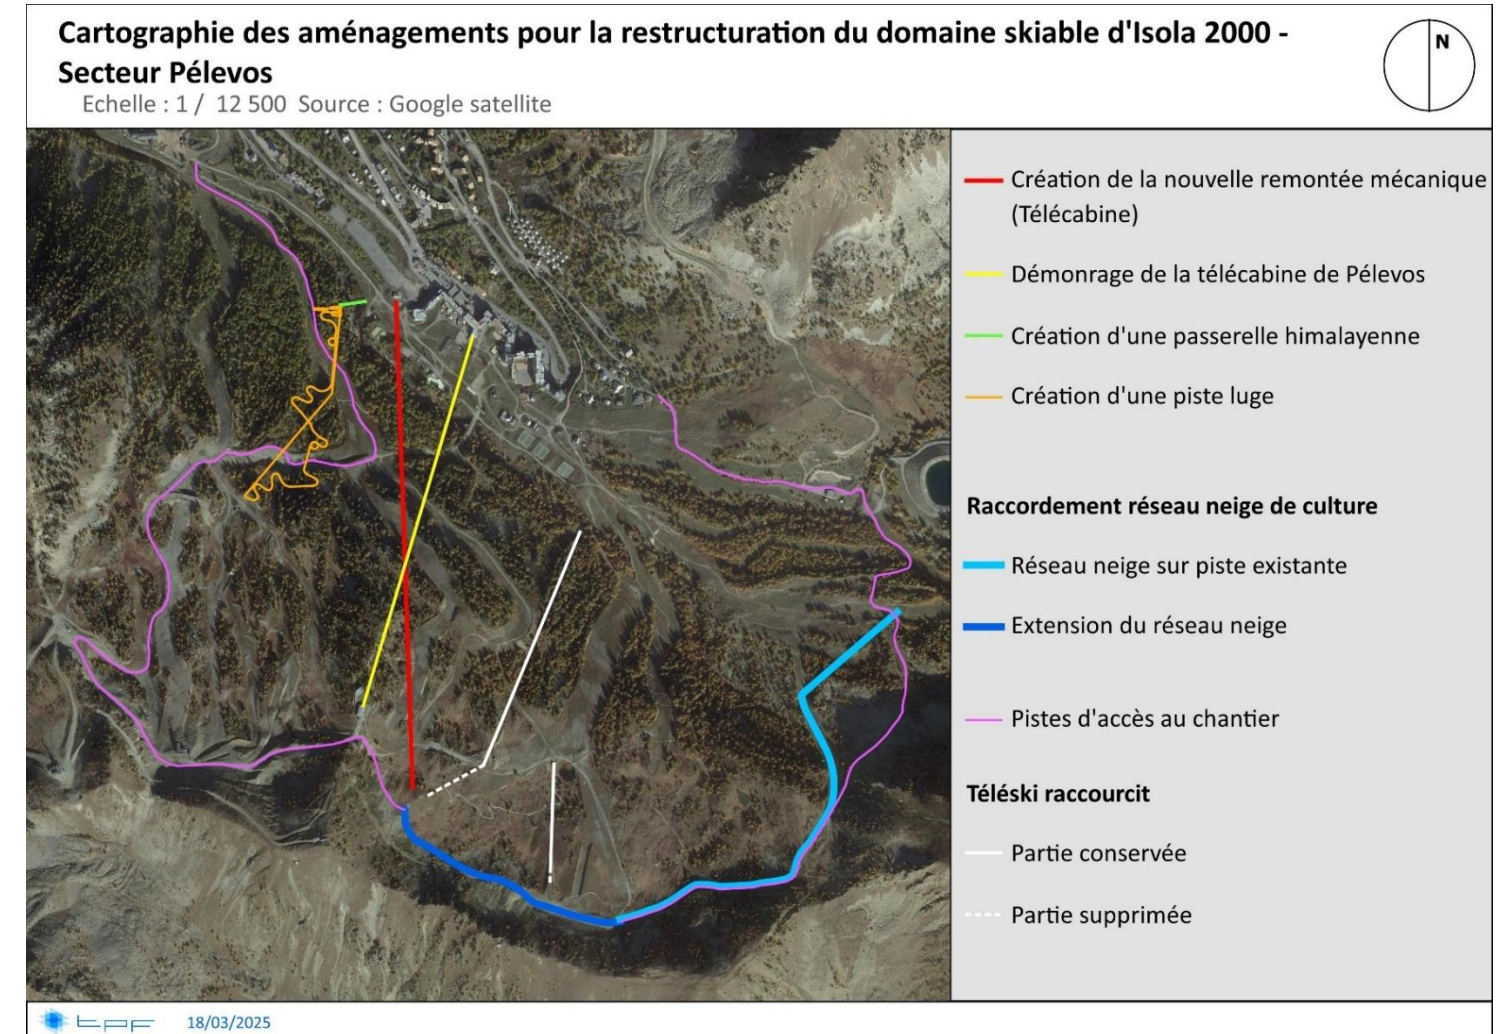 Cartographie des aménagements pour la restructuration du domaine skiable d'Isola 2000 -
Secteur Pélevos
Echelle : 1 / 12 500 Source : Google satellite
N
Création de la nouvelle remontée mécanique
(Télécabine)
Démonrage de la télécabine de Pélevos
Création d'une passerelle himalayenne
Création d'une piste luge
Raccordement réseau neige de culture
Réseau neige sur piste existante
Extension du réseau neige
Pistes d'accès au chantier
Téléski raccourcit
Partie conservée
Partie supprimée
tpf
18/03/2025